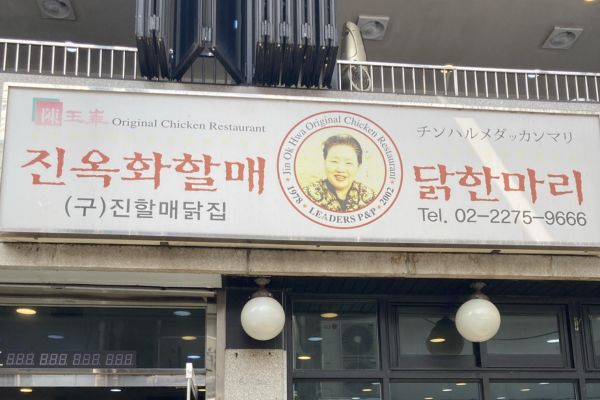 陳玉華 Original Chicken Restaurant
진옥화할매
(구)진할매닭집
Jin Ok Hwa Original Chicken Restaurant
1978 • LEADERS P&P • 2002
チンハルメダッカンマリ
닭한마리
Tel. 02-2275-9666